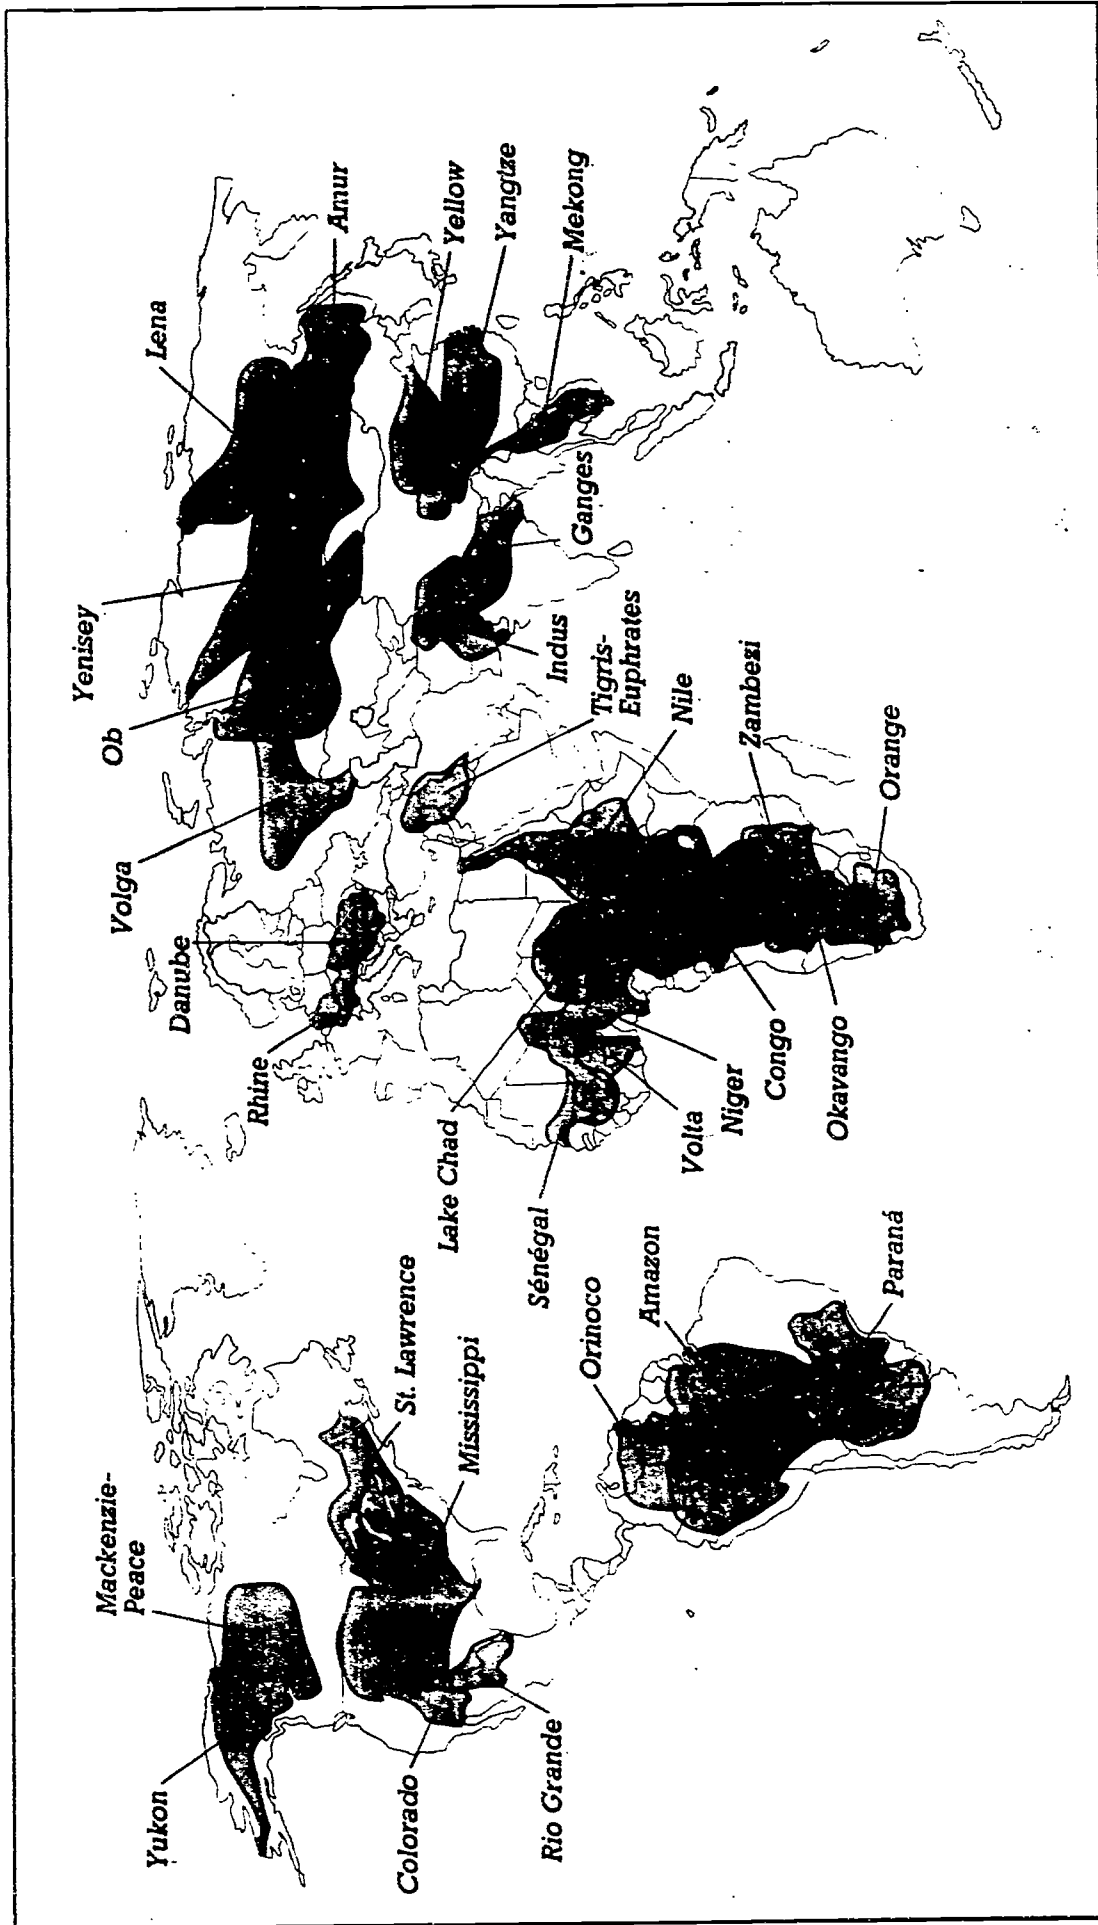 Yukon
Mackenzie-
Peace
Colorado
Rio Grande
St. Lawrence
Mississippi
Orinoco
Amazon
Paraná
Rhine
Danube
Volga
Ob
Yenisey
Lena
Amur
Yellow
Yangtze
Mekong
Ganges
Indus
Tigris-
Euphrates
Nile
Zambezi
Orange
Lake Chad
Sénégal
Volta
Niger
Congo
Okavango